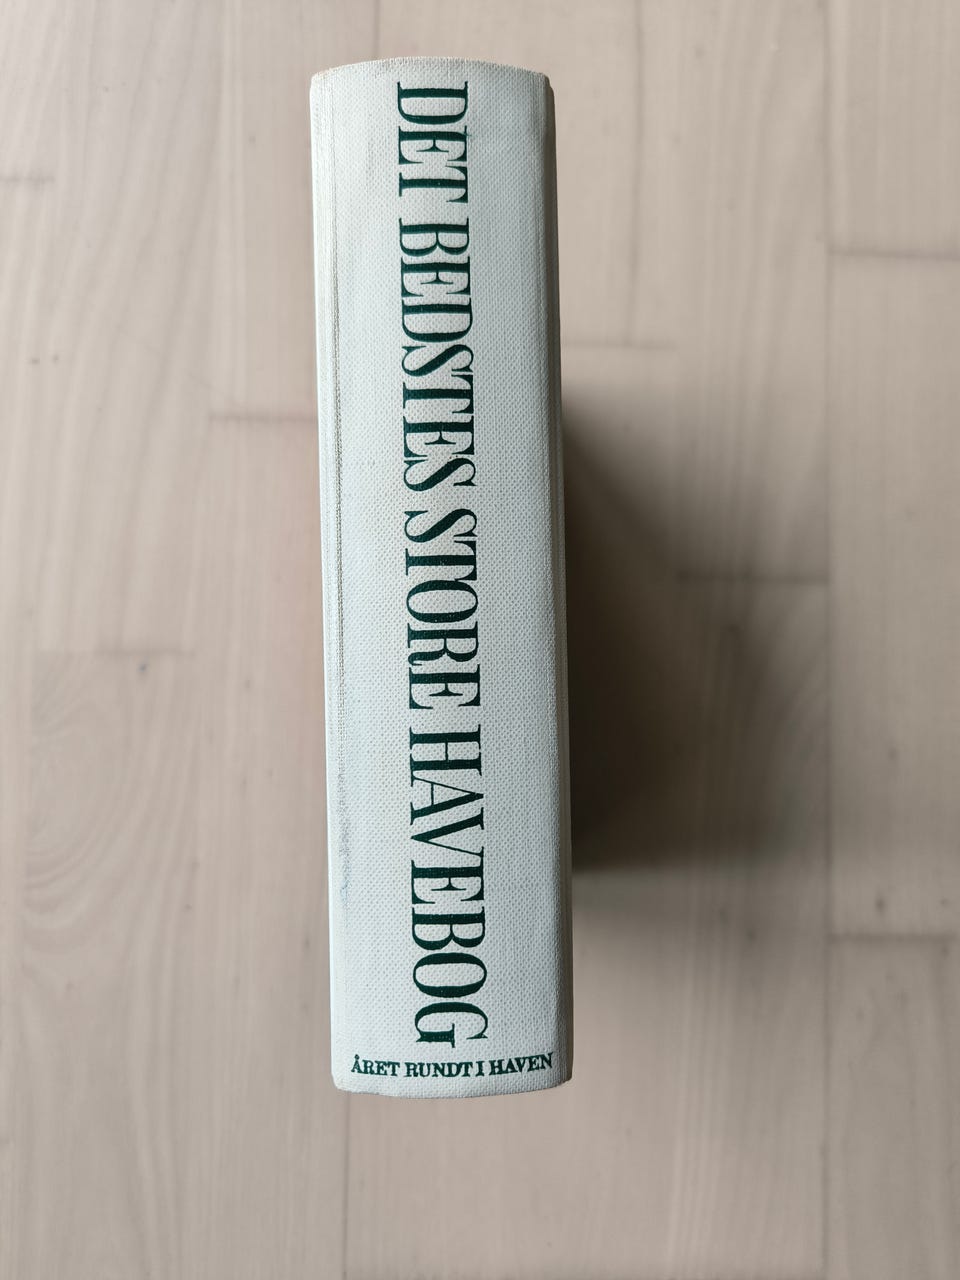 DET BEDSTES STORE HAVEBOG
ÅRET RUNDT I HAVEN